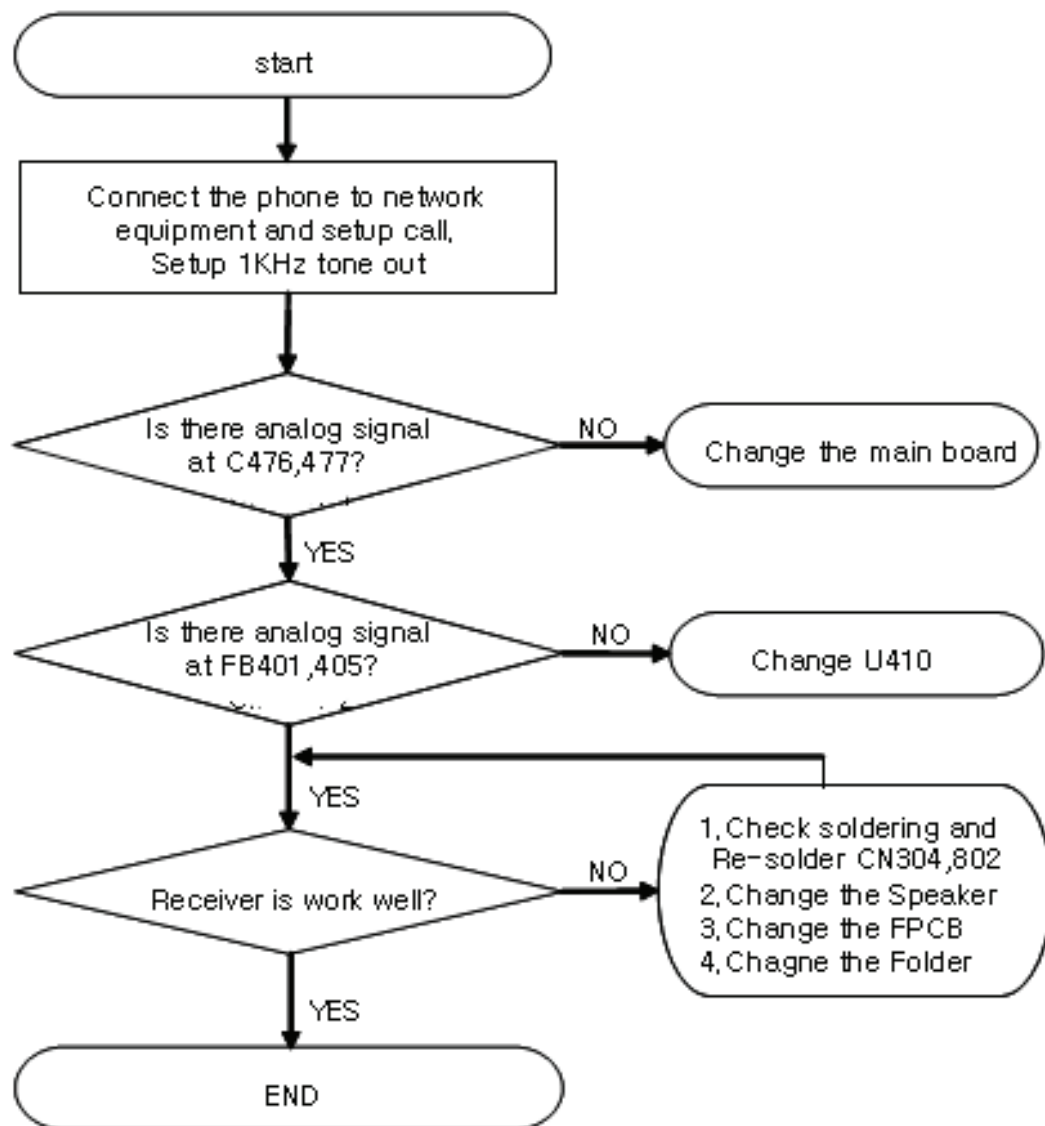 start
Connect the phone to network
equipment and setup call,
Setup 1KHz tone out
Is there analog signal
at C476,477?
NO
Change the main board
YES
Is there analog signal
at FB401,405?
NO
Change U410
YES
Receiver is work well?
NO
1, Check soldering and
Re-solder CN304,802
2, Change the Speaker
3, Change the FPCB
4, Chagne the Folder
YES
END